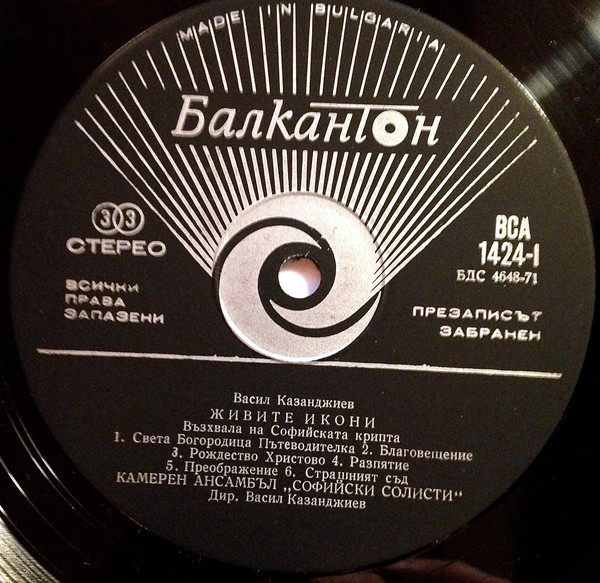 MADE IN BULGARIA
Балкантон
33
СТЕРЕО
ВСИЧКИ
ПРАВА
ЗАПАЗЕНИ
ВСА
1424-I
БДС 4648-71
ПРЕЗАПИСЪТ
ЗАБРАНЕН
Васил Казанджиев
ЖИВИТЕ ИКОНИ
Възхвала на Софийската крипта
1. Света Богородица Пътеводителка 2. Благовещение
3. Рождество Христово 4. Разпятие
5. Преображение 6. Страшният съд
КАМЕРЕН АНСАМБЪЛ „СОФИЙСКИ СОЛИСТИ“
Дир. Васил Казанджиев